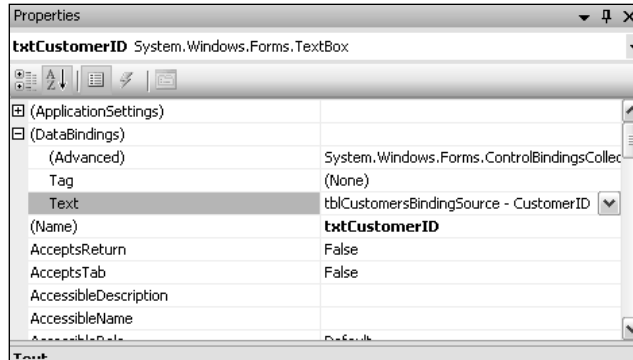 Properties
txtCustomerID System.Windows.Forms.TextBox
(ApplicationSettings)
(DataBindings)
(Advanced) System.Windows.Forms.ControlBindingsCollec
Tag (None)
Text tblCustomersBindingSource - CustomerID
(Name) txtCustomerID
AcceptsReturn False
AcceptsTab False
AccessibleDescription
AccessibleName